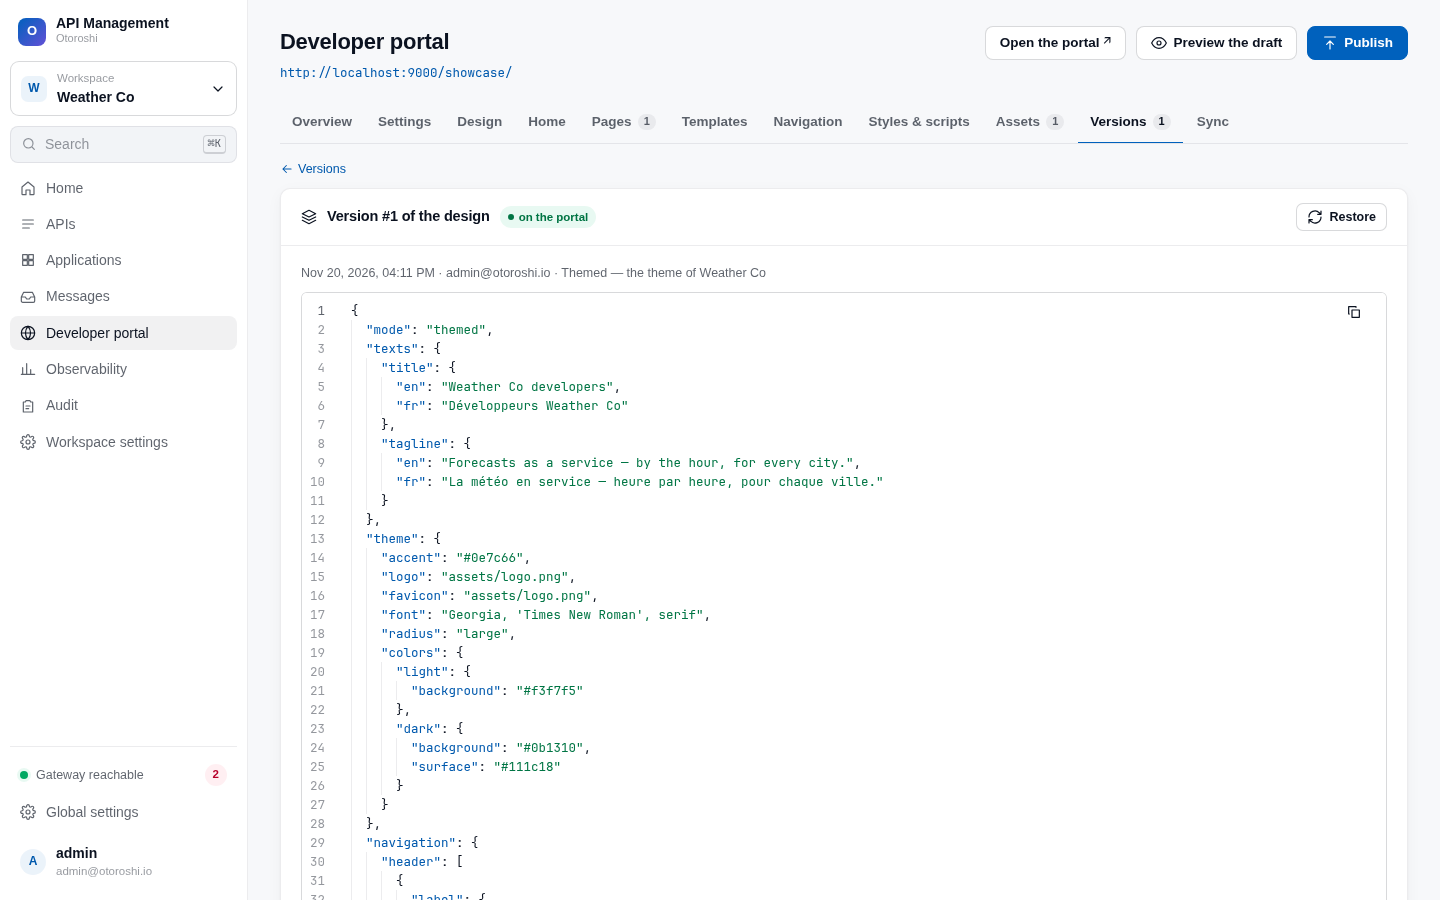 O
API Management
Otoroshi
W
Workspace
Weather Co
Search
⌘K
Home
APIs
Applications
Messages
Developer portal
Observability
Audit
Workspace settings
Gateway reachable
2
Global settings
A
admin
admin@otoroshi.io
Developer portal
http://localhost:9000/showcase/
Open the portal
Preview the draft
Publish
Overview
Settings
Design
Home
Pages 1
Templates
Navigation
Styles & scripts
Assets 1
Versions 1
Sync
← Versions
Version #1 of the design
on the portal
Restore
Nov 20, 2026, 04:11 PM · admin@otoroshi.io · Themed — the theme of Weather Co
1 {
2 "mode": "themed",
3 "texts": {
4 "title": {
5 "en": "Weather Co developers",
6 "fr": "Développeurs Weather Co"
7 },
8 "tagline": {
9 "en": "Forecasts as a service — by the hour, for every city.",
10 "fr": "La météo en service — heure par heure, pour chaque ville."
11 }
12 },
13 "theme": {
14 "accent": "#0e7c66",
15 "logo": "assets/logo.png",
16 "favicon": "assets/logo.png",
17 "font": "Georgia, 'Times New Roman', serif",
18 "radius": "large",
19 "colors": {
20 "light": {
21 "background": "#f3f7f5"
22 },
23 "dark": {
24 "background": "#0b1310",
25 "surface": "#111c18"
26 }
27 }
28 },
29 "navigation": {
30 "header": [
31 {
32 "label": {